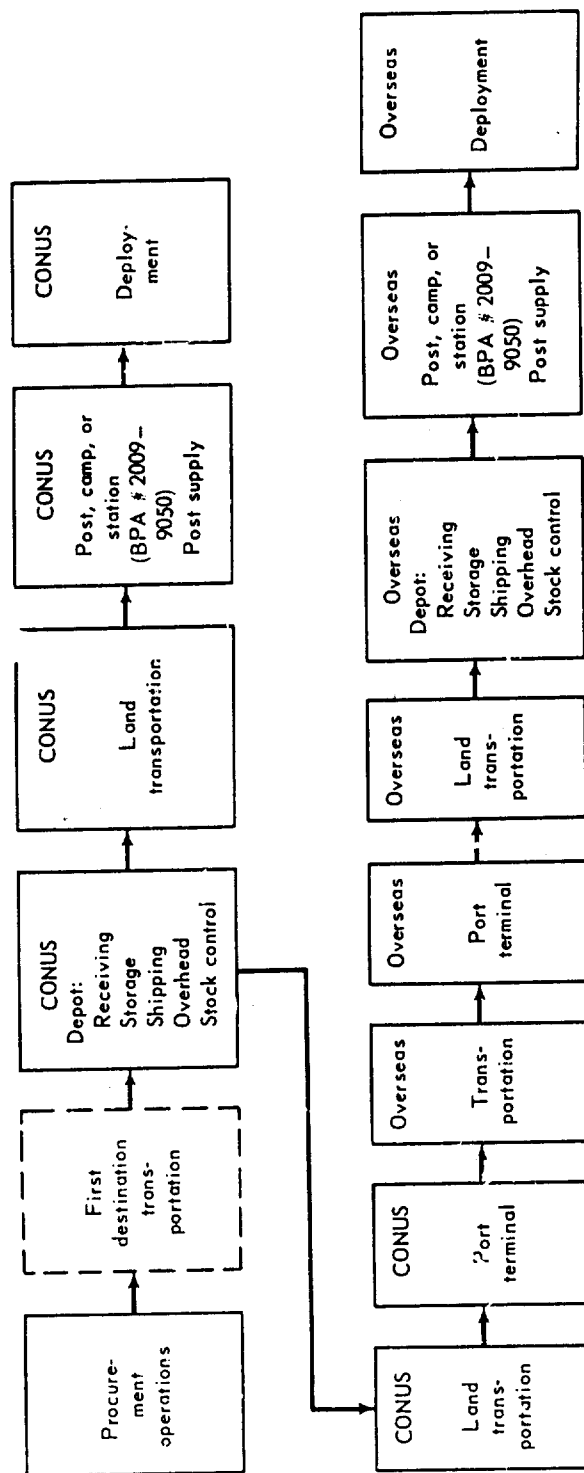 Procure-
ment
operations
First
destination
trans-
portation
CONUS
Depot:
Receiving
Storage
Shipping
Overhead
Stock control
CONUS
Land
transportation
CONUS
Post, camp, or
station
(BPA # 2009–
9050)
Post supply
CONUS
Deploy-
ment
CONUS
Land
trans-
portation
CONUS
Port
terminal
Overseas
Trans-
portation
Overseas
Port
terminal
Overseas
Land
trans-
portation
Overseas
Depot:
Receiving
Storage
Shipping
Overhead
Stock control
Overseas
Post, camp, or
station
(BPA # 2009–
9050)
Post supply
Overseas
Deployment